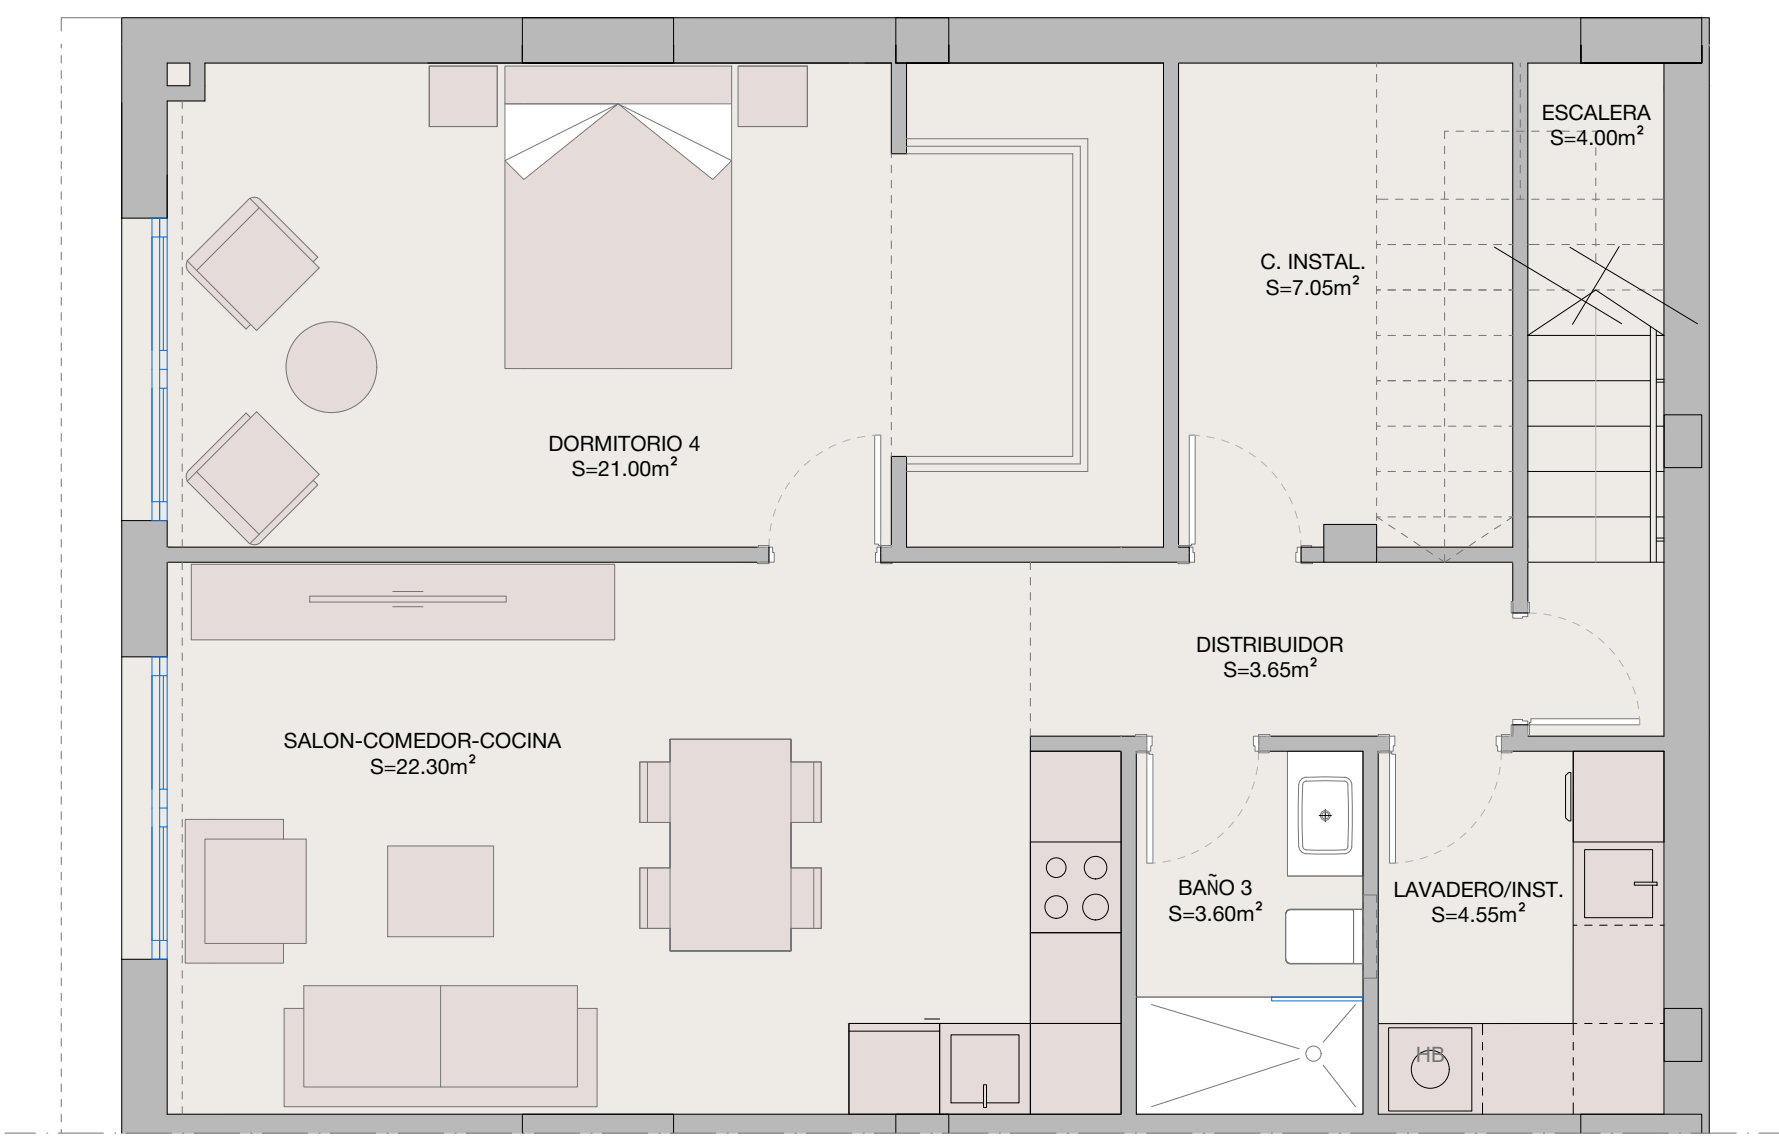 ESCALERA
S=4.00m²
C. INSTAL.
S=7.05m²
DORMITORIO 4
S=21.00m²
DISTRIBUIDOR
S=3.65m²
SALON-COMEDOR-COCINA
S=22.30m²
BAÑO 3
S=3.60m²
LAVADERO/INST.
S=4.55m²
HB